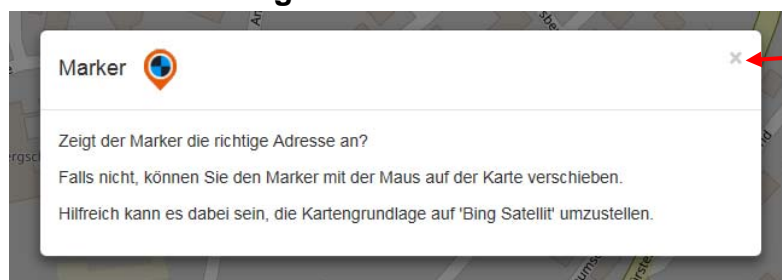 Marker
×
Zeigt der Marker die richtige Adresse an?
Falls nicht, können Sie den Marker mit der Maus auf der Karte verschieben.
Hilfreich kann es dabei sein, die Kartengrundlage auf 'Bing Satellit' umzustellen.